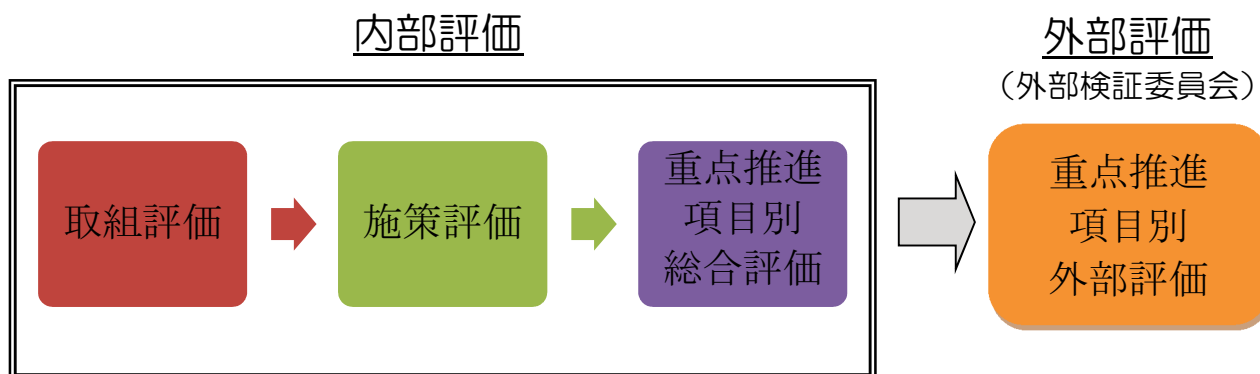 内部評価
外部評価
（外部検証委員会）
取組評価
施策評価
重点推進
項目別
総合評価
重点推進
項目別
外部評価